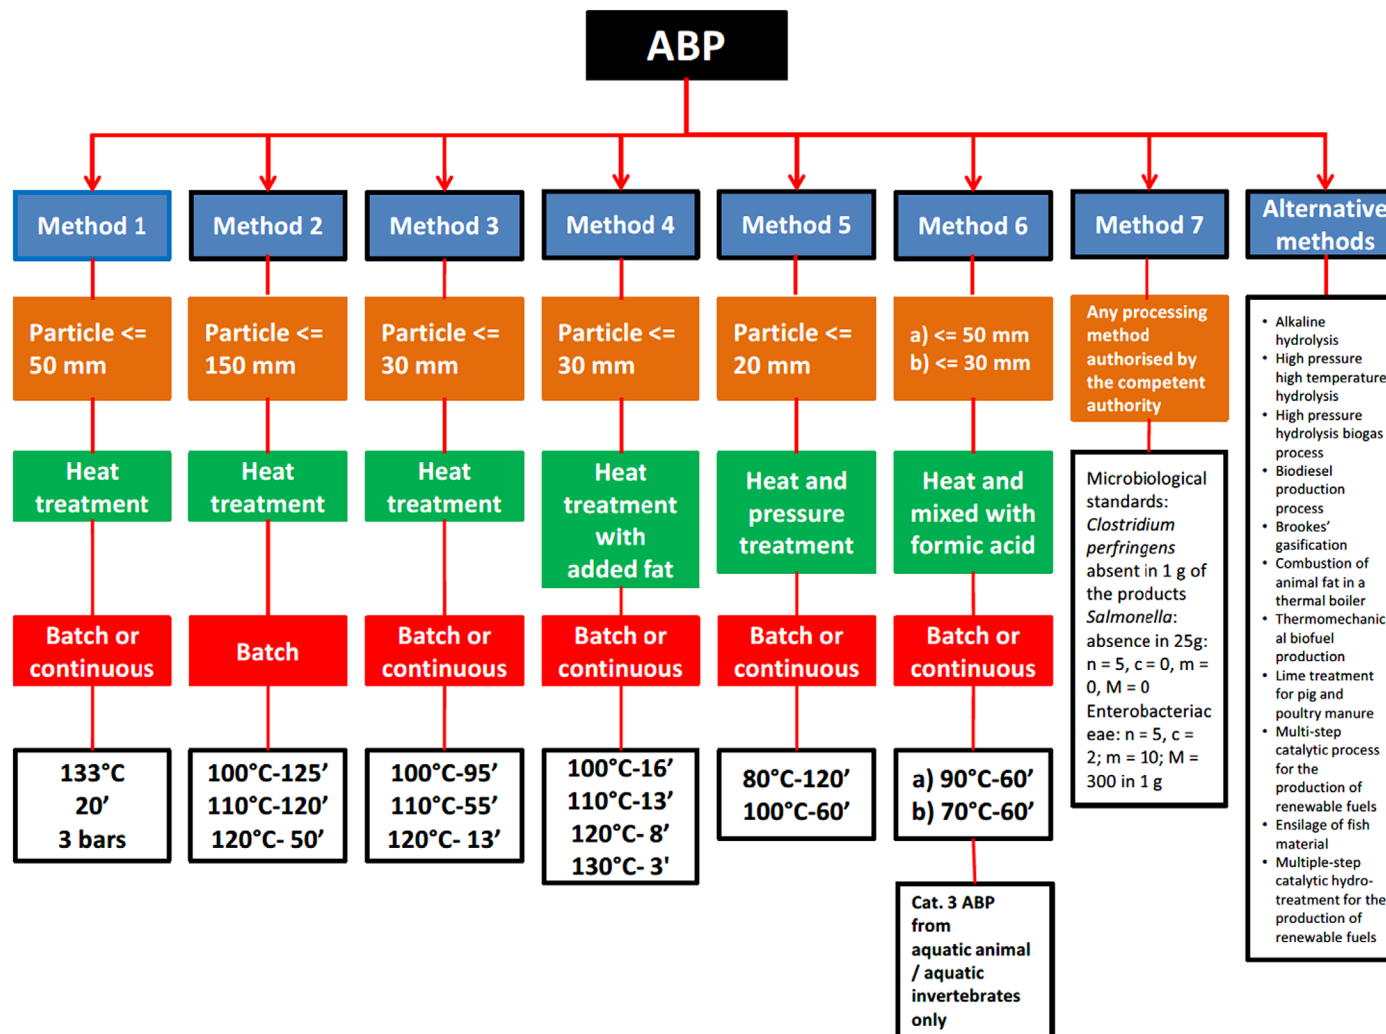 ABP
Method 1
Particle <=
50 mm
Heat
treatment
Batch or
continuous
133°C
20’
3 bars
Method 2
Particle <=
150 mm
Heat
treatment
Batch
100°C-125’
110°C-120’
120°C- 50’
Method 3
Particle <=
30 mm
Heat
treatment
Batch or
continuous
100°C-95’
110°C-55’
120°C- 13’
Method 4
Particle <=
30 mm
Heat
treatment
with
added fat
Batch or
continuous
100°C-16’
110°C-13’
120°C- 8’
130°C- 3'
Method 5
Particle <=
20 mm
Heat and
pressure
treatment
Batch or
continuous
80°C-120’
100°C-60’
Method 6
a) <= 50 mm
b) <= 30 mm
Heat and
mixed with
formic acid
Batch or
continuous
a) 90°C-60’
b) 70°C-60’
Cat. 3 ABP
from
aquatic animal
/ aquatic
invertebrates
only
Method 7
Any processing
method
authorised by
the competent
authority
Microbiological
standards:
Clostridium
perfringens
absent in 1 g of
the products
Salmonella:
absence in 25g:
n = 5, c = 0, m =
0, M = 0
Enterobacteriac
eae: n = 5, c =
2; m = 10; M =
300 in 1 g
Alternative
methods
• Alkaline
hydrolysis
• High pressure
high temperature
hydrolysis
• High pressure
hydrolysis biogas
process
• Biodiesel
production
process
• Brookes’
gasification
• Combustion of
animal fat in a
thermal boiler
• Thermomechanic
al biofuel
production
• Lime treatment
for pig and
poultry manure
• Multi-step
catalytic process
for the
production of
renewable fuels
• Ensilage of fish
material
• Multiple-step
catalytic hydro-
treatment for the
production of
renewable fuels